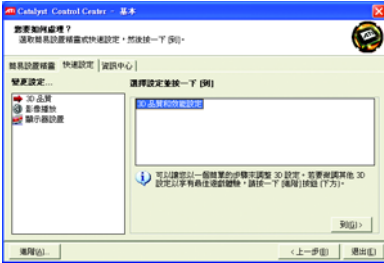 Catalyst Control Center - 基本
您要如何處理?
選取簡易設置精靈或快速設定,然後按一下 [到]。
簡易設置精靈 快速設定 資訊中心
變更設定...
3D 品質
影像播放
顯示器設置
選擇設定並按一下 [到]
3D 品質和效能設定
可以讓您以一個簡單的步驟來調整 3D 設定。若要微調其他 3D
設定以享有最佳遊戲體驗,請按一下 [進階] 按鈕 (下方)。
到(G)>
進階(A)...
<上一步(B)
退出(E)